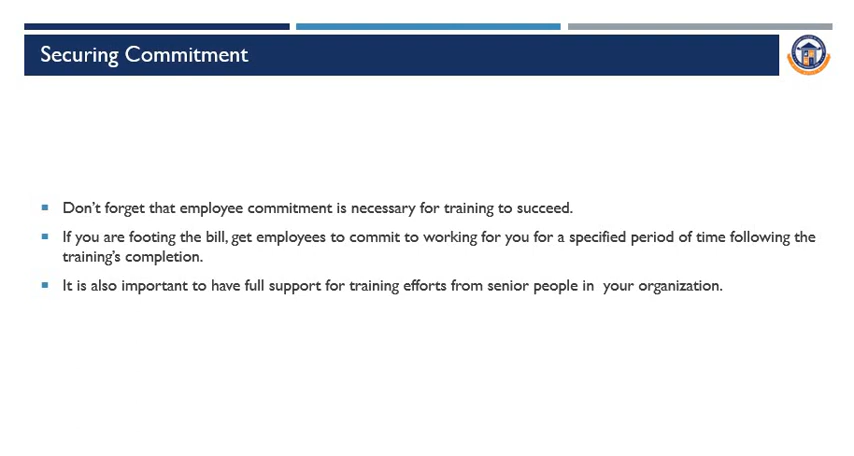 Securing Commitment
Don't forget that employee commitment is necessary for training to succeed.
If you are footing the bill, get employees to commit to working for you for a specified period of time following the
training's completion.
It is also important to have full support for training efforts from senior people in  your organization.